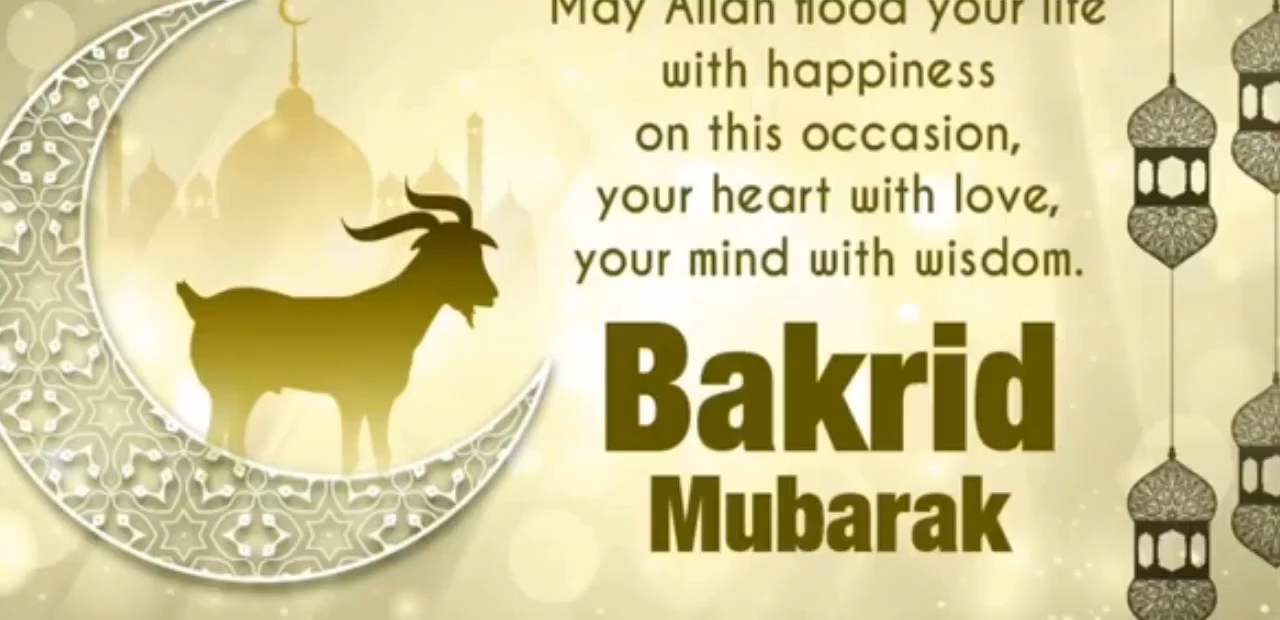 May Allah flood your life
with happiness
on this occasion,
your heart with love,
your mind with wisdom.
Bakrid
Mubarak